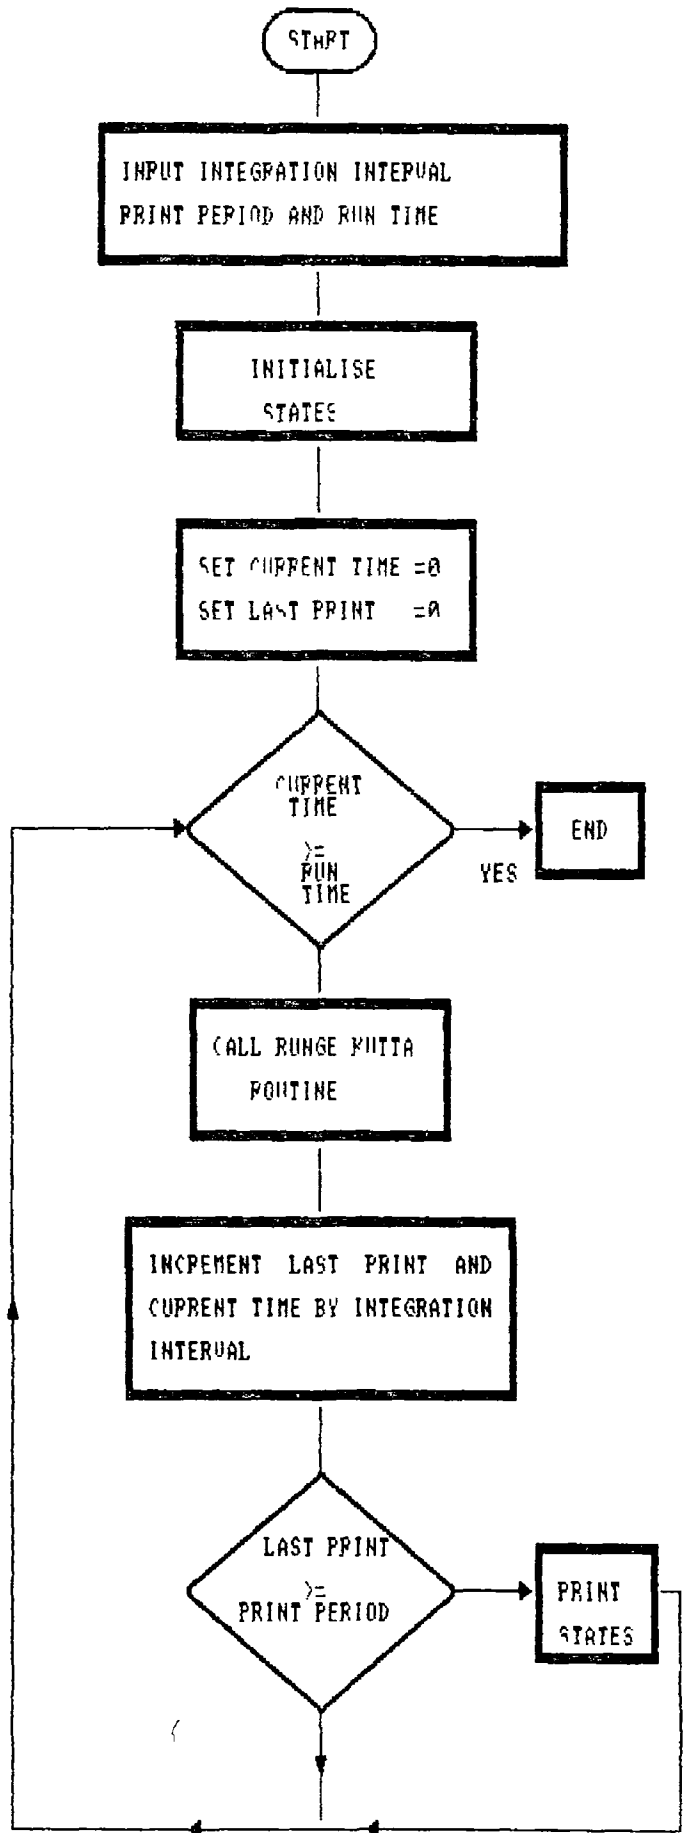 START
INPUT INTEGRATION INTERVAL
PRINT PERIOD AND RUN TIME
INITIALISE
STATES
SET CURRENT TIME =0
SET LAST PRINT =0
CURRENT
TIME
>=
RUN
TIME
YES
END
CALL RUNGE KUTTA
ROUTINE
INCREMENT LAST PRINT AND
CURRENT TIME BY INTEGRATION
INTERVAL
LAST PRINT
>=
PRINT PERIOD
PRINT
STATES